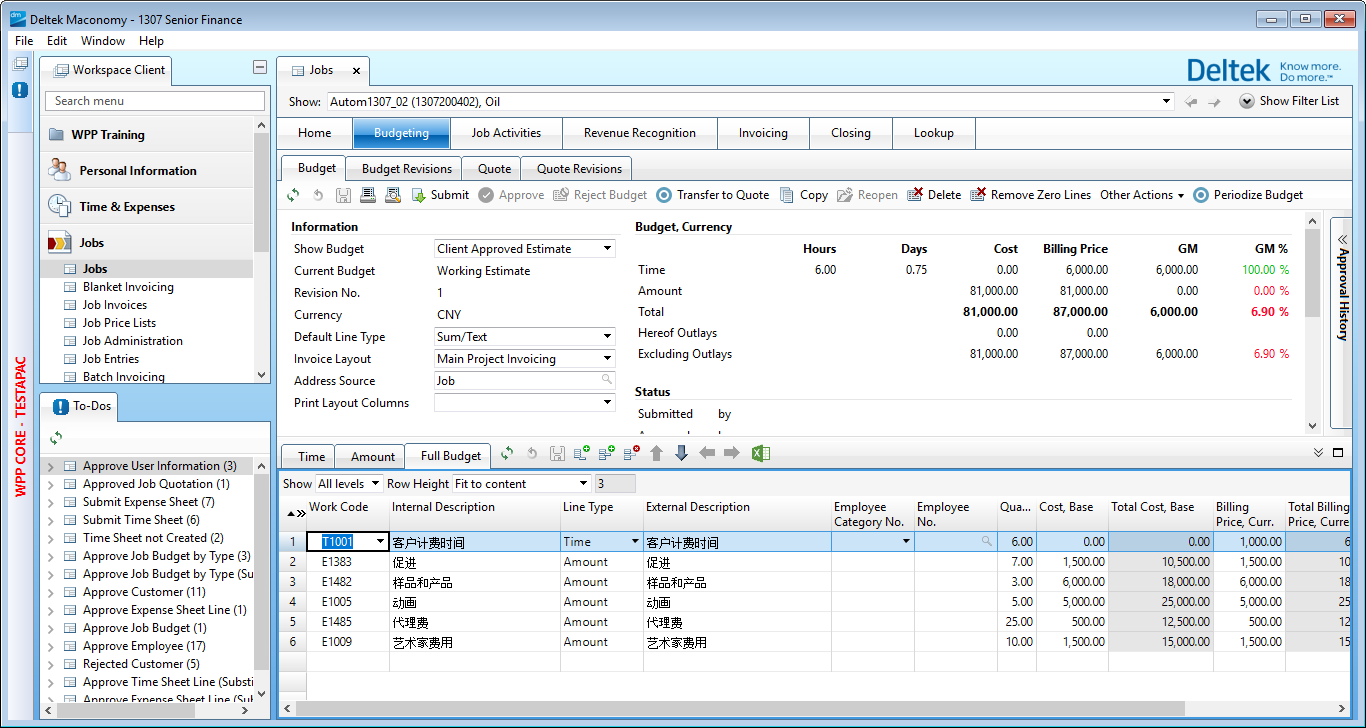 Deltek Maconomy - 1307 Senior Finance
File Edit Window Help
Workspace Client
Search menu
WPP Training
Personal Information
Time & Expenses
Jobs
Jobs
Blanket Invoicing
Job Invoices
Job Price Lists
Job Administration
Job Entries
Batch Invoicing
WPP CORE - TESTAPAC
To-Dos
Approve User Information (3)
Approved Job Quotation (1)
Submit Expense Sheet (7)
Submit Time Sheet (6)
Time Sheet not Created (2)
Approve Job Budget by Type (3)
Approve Job Budget by Type (Su
Approve Customer (11)
Approve Expense Sheet Line (1)
Approve Job Budget (1)
Approve Employee (17)
Rejected Customer (5)
Approve Time Sheet Line (Substi
Approve Expense Sheet Line (Sul
Jobs
Deltek Know more.
Do more.™
Show: Autom1307_02 (1307200402), Oil Show Filter List
Home Budgeting Job Activities Revenue Recognition Invoicing Closing Lookup
Budget Budget Revisions Quote Quote Revisions
Submit Approve Reject Budget Transfer to Quote Copy Reopen Delete Remove Zero Lines Other Actions Periodize Budget
Information
Show Budget Client Approved Estimate
Current Budget Working Estimate
Revision No. 1
Currency CNY
Default Line Type Sum/Text
Invoice Layout Main Project Invoicing
Address Source Job
Print Layout Columns
Budget, Currency
Hours Days Cost Billing Price GM GM %
Time 6.00 0.75 0.00 6,000.00 6,000.00 100.00 %
Amount 81,000.00 81,000.00 0.00 0.00 %
Total 81,000.00 87,000.00 6,000.00 6.90 %
Hereof Outlays 0.00 0.00
Excluding Outlays 81,000.00 87,000.00 6,000.00 6.90 %
Status
Submitted by
Approval History
Time Amount Full Budget
Show All levels Row Height Fit to content 3
Work Code Internal Description Line Type External Description Employee Category No. Employee No. Qua... Cost, Base Total Cost, Base Billing Price, Curr. Total Billing Price, Curre
1 T1001 客户计费时间 Time 客户计费时间 6.00 0.00 0.00 1,000.00 6
2 E1383 促进 Amount 促进 7.00 1,500.00 10,500.00 1,500.00 10
3 E1482 样品和产品 Amount 样品和产品 3.00 6,000.00 18,000.00 6,000.00 18
4 E1005 动画 Amount 动画 5.00 5,000.00 25,000.00 5,000.00 25
5 E1485 代理费 Amount 代理费 25.00 500.00 12,500.00 500.00 12
6 E1009 艺术家费用 Amount 艺术家费用 10.00 1,500.00 15,000.00 1,500.00 15